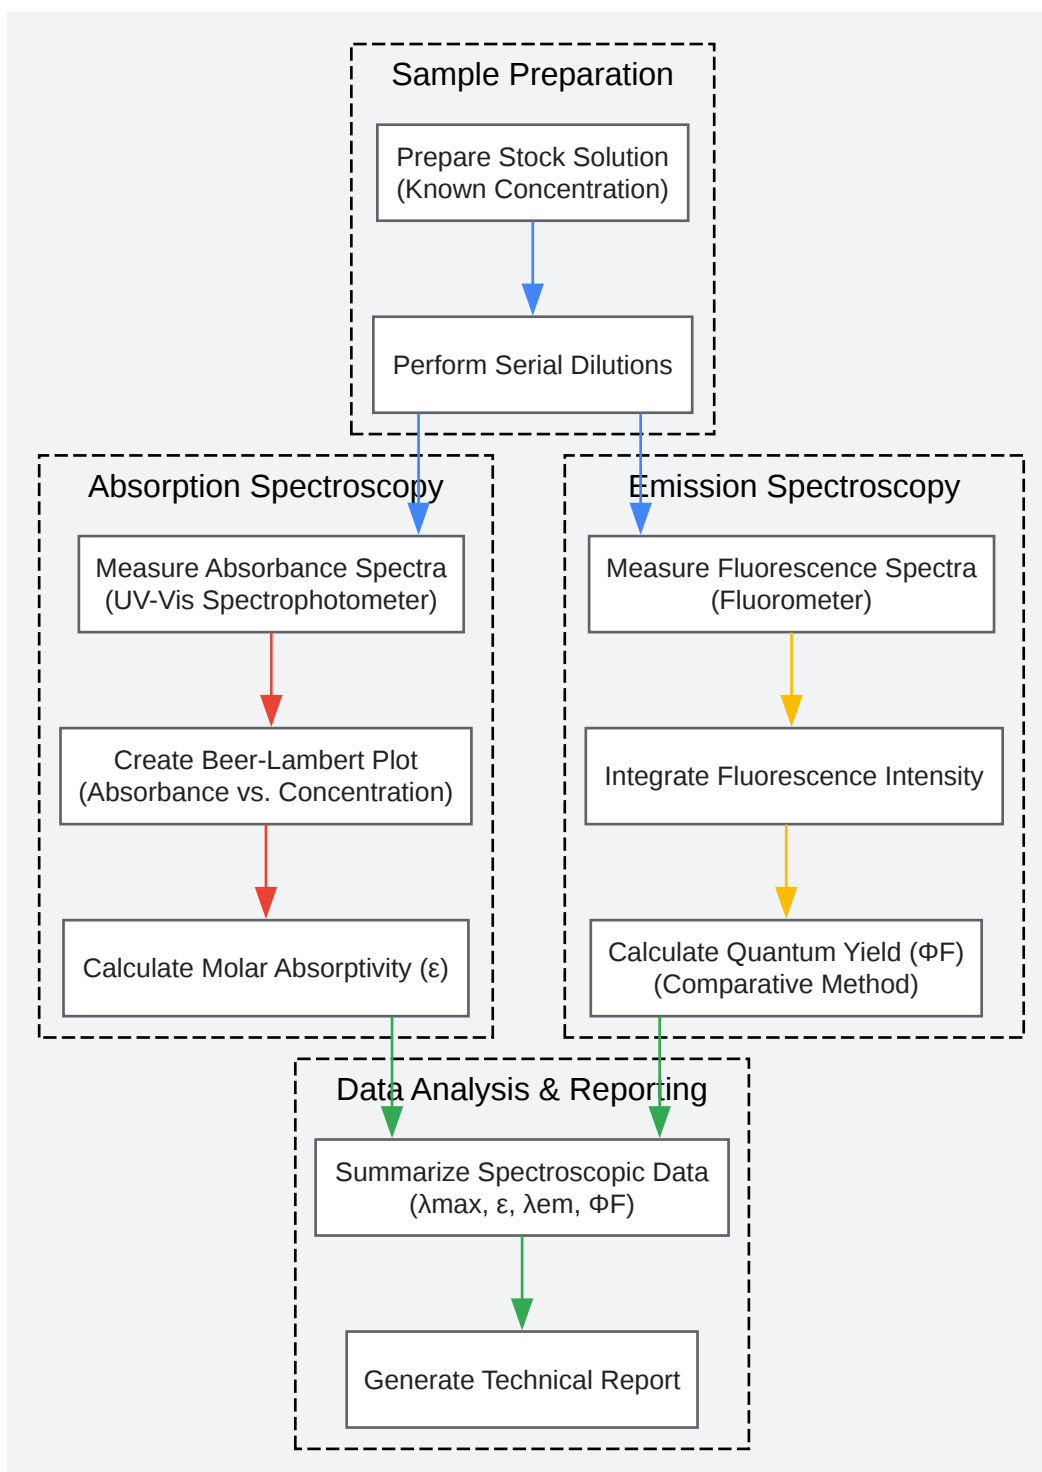 Sample Preparation
Prepare Stock Solution
(Known Concentration)
Perform Serial Dilutions
Absorption Spectroscopy
Measure Absorbance Spectra
(UV-Vis Spectrophotometer)
Create Beer-Lambert Plot
(Absorbance vs. Concentration)
Calculate Molar Absorptivity (ε)
Emission Spectroscopy
Measure Fluorescence Spectra
(Fluorometer)
Integrate Fluorescence Intensity
Calculate Quantum Yield (ΦF)
(Comparative Method)
Data Analysis & Reporting
Summarize Spectroscopic Data
(λmax, ε, λem, ΦF)
Generate Technical Report